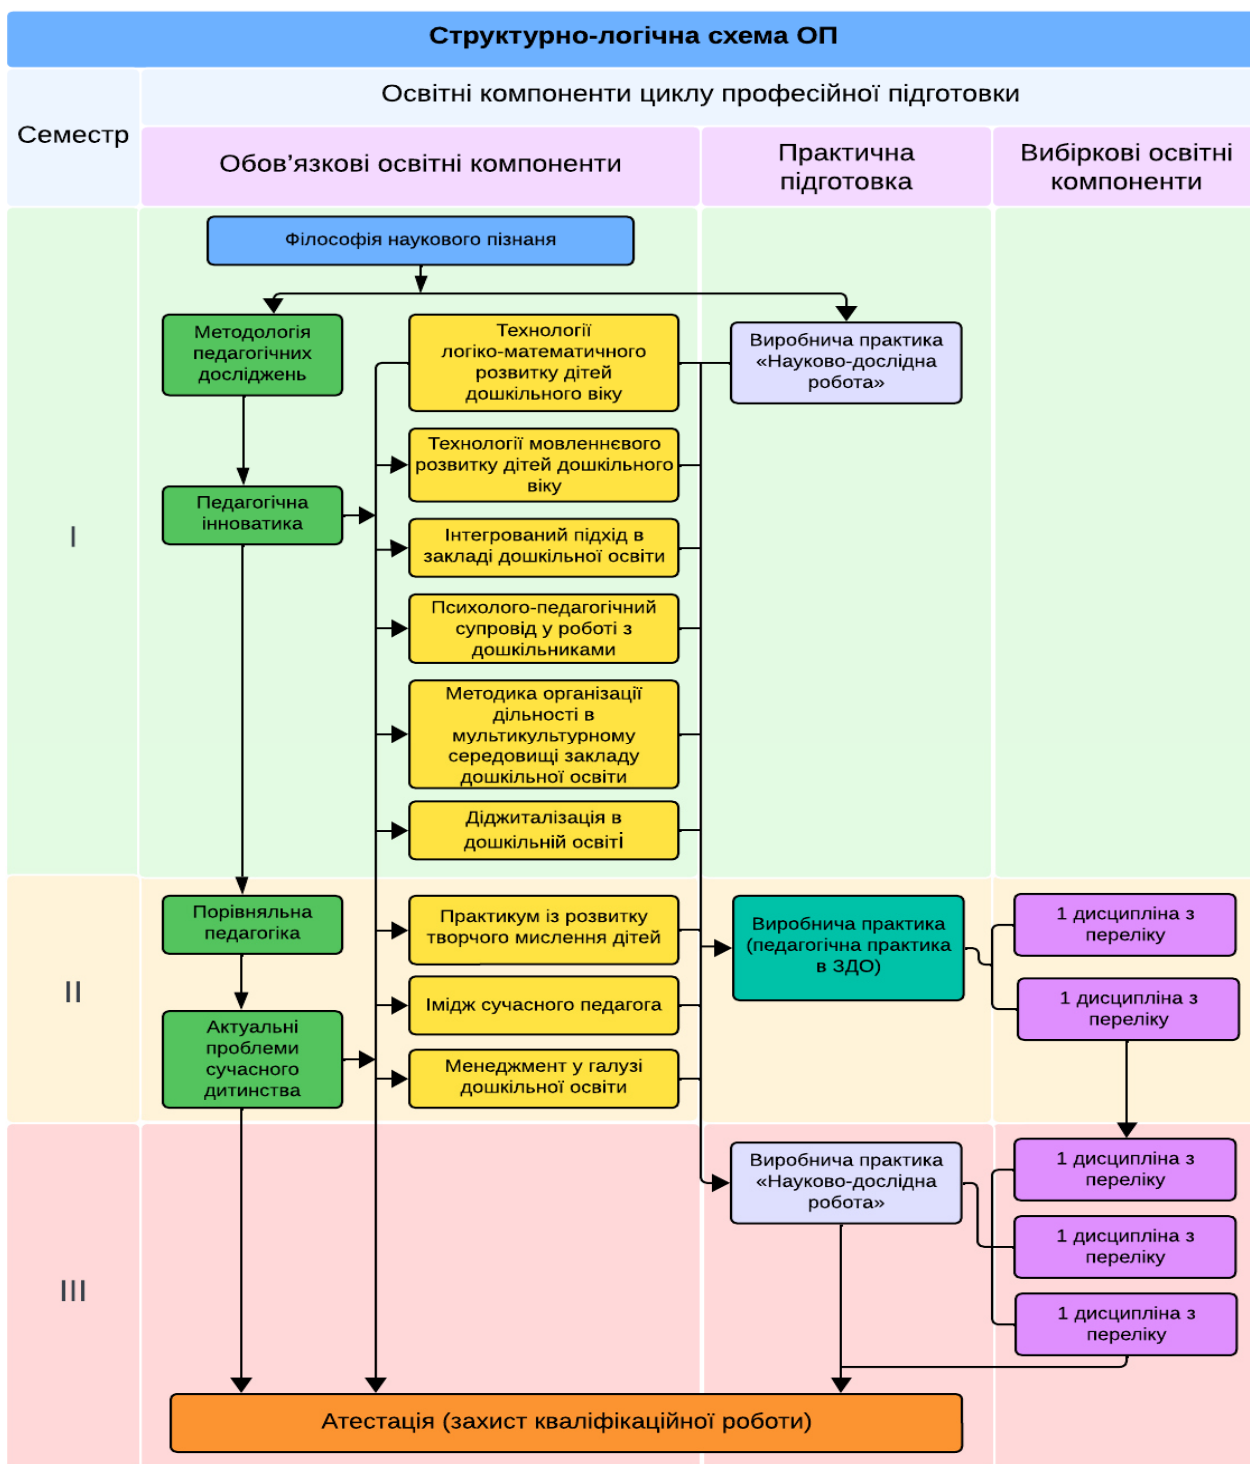 Структурно-логічна схема ОП
Семестр
Освітні компоненти циклу професійної підготовки
Обов’язкові освітні компоненти
Практична
підготовка
Вибіркові освітні
компоненти
I
Філософія наукового пізнаня
Методологія
педагогічних
досліджень
Технології
логіко-математичного
розвитку дітей
дошкільного віку
Виробнича практика
«Науково-дослідна
робота»
Технології мовленнєвого
розвитку дітей дошкільного
віку
Педагогічна
інноватика
Інтегрований підхід в
закладі дошкільної освіти
Психолого-педагогічний
супровід у роботі з
дошкільниками
Методика організації
дільності в
мультикультурному
середовищі закладу
дошкільної освіти
Діджиталізація в
дошкільній освіті
II
Порівняльна
педагогіка
Практикум із розвитку
творчого мислення дітей
Виробнича практика
(педагогічна практика
в ЗДО)
1 дисципліна з
переліку
Імідж сучасного педагога
1 дисципліна з
переліку
Актуальні
проблеми
сучасного
дитинства
Менеджмент у галузі
дошкільної освіти
III
Виробнича практика
«Науково-дослідна
робота»
1 дисципліна з
переліку
1 дисципліна з
переліку
1 дисципліна з
переліку
Атестація (захист кваліфікаційної роботи)